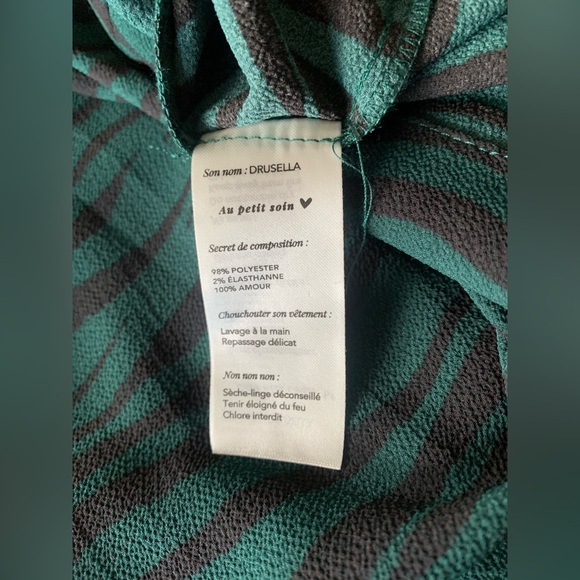 Son nom : DRUSELLA
Au petit soin ♥
Secret de composition :
98% POLYESTER
2% ÉLASTHANNE
100% AMOUR
Chouchouter son vêtement :
Lavage à la main
Repassage délicat
Non non non :
Sèche-linge déconseillé
Tenir éloigné du feu
Chlore interdit